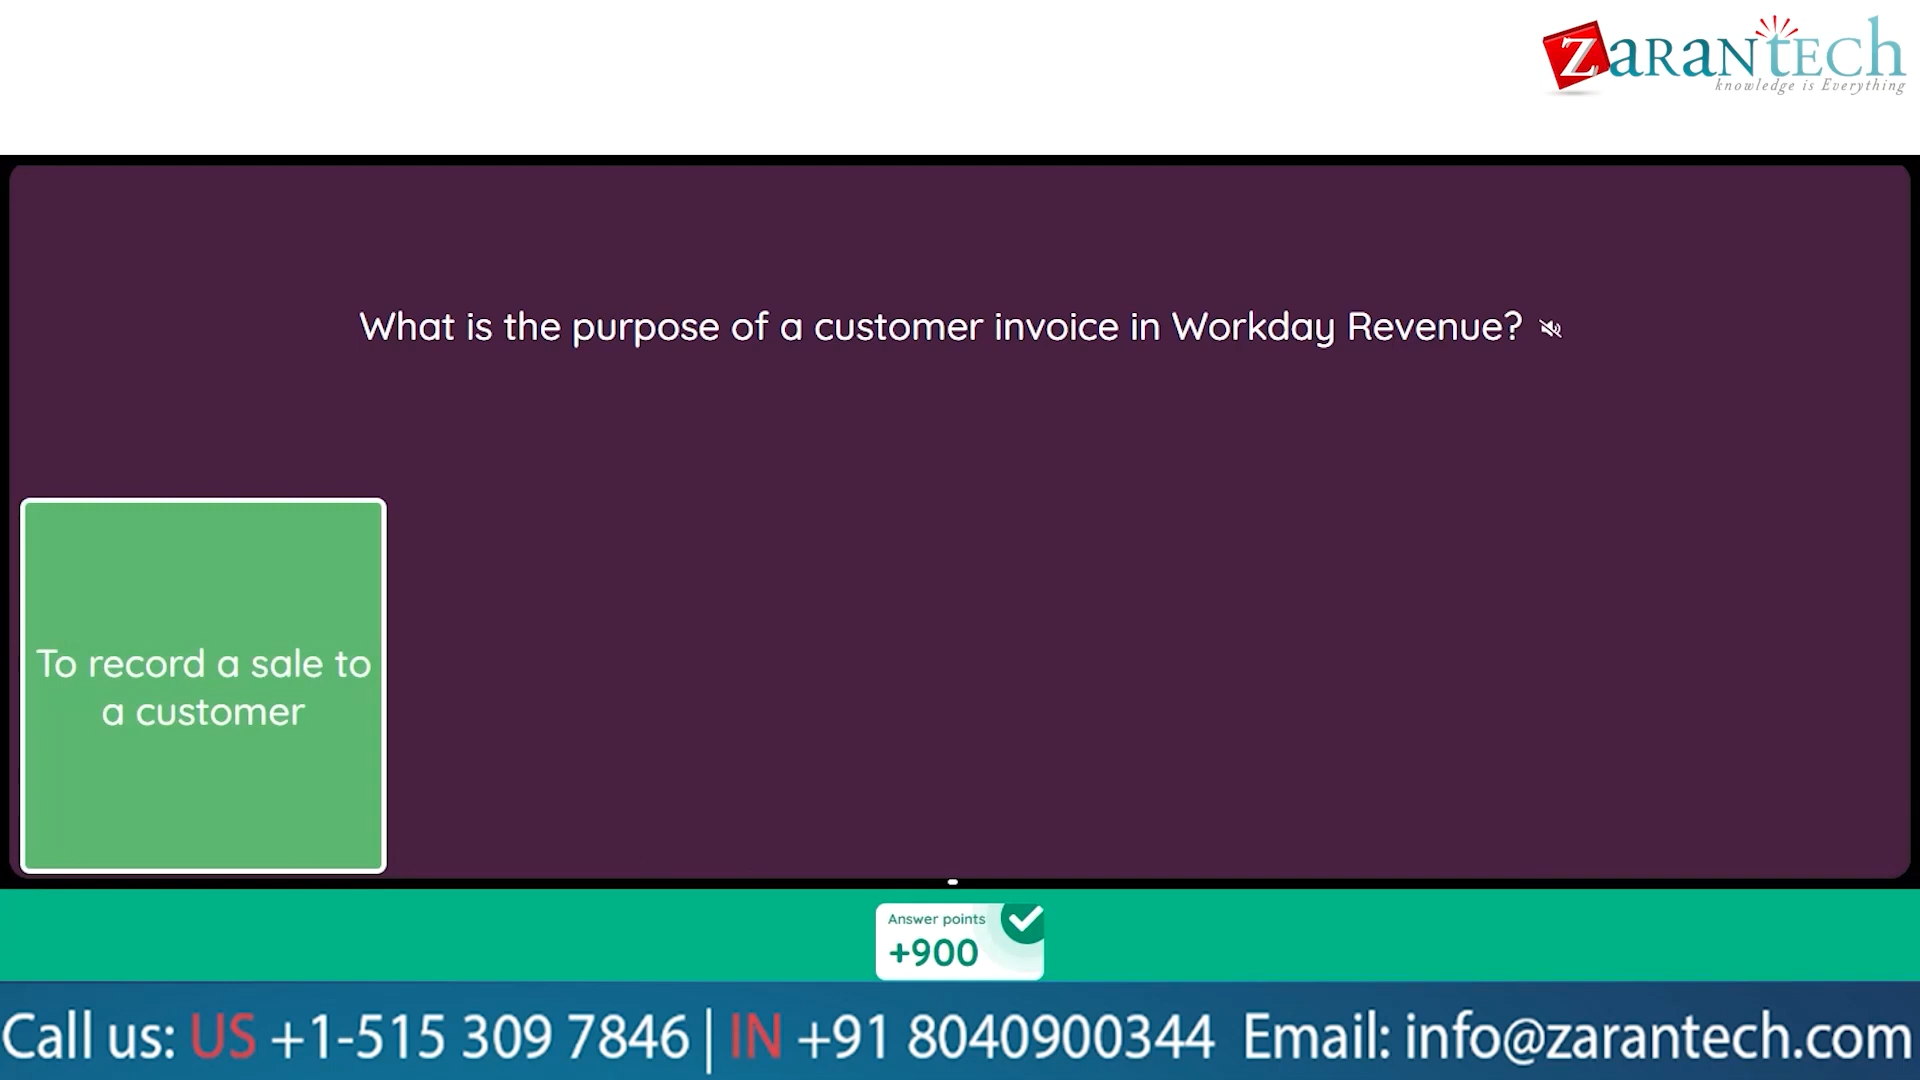 ZaranTech
knowledge is Everything
What is the purpose of a customer invoice in Workday Revenue?
To record a sale to
a customer
Answer points
+900
Call us: US +1-515 309 7846 | IN +91 8040900344 Email: info@zarantech.com